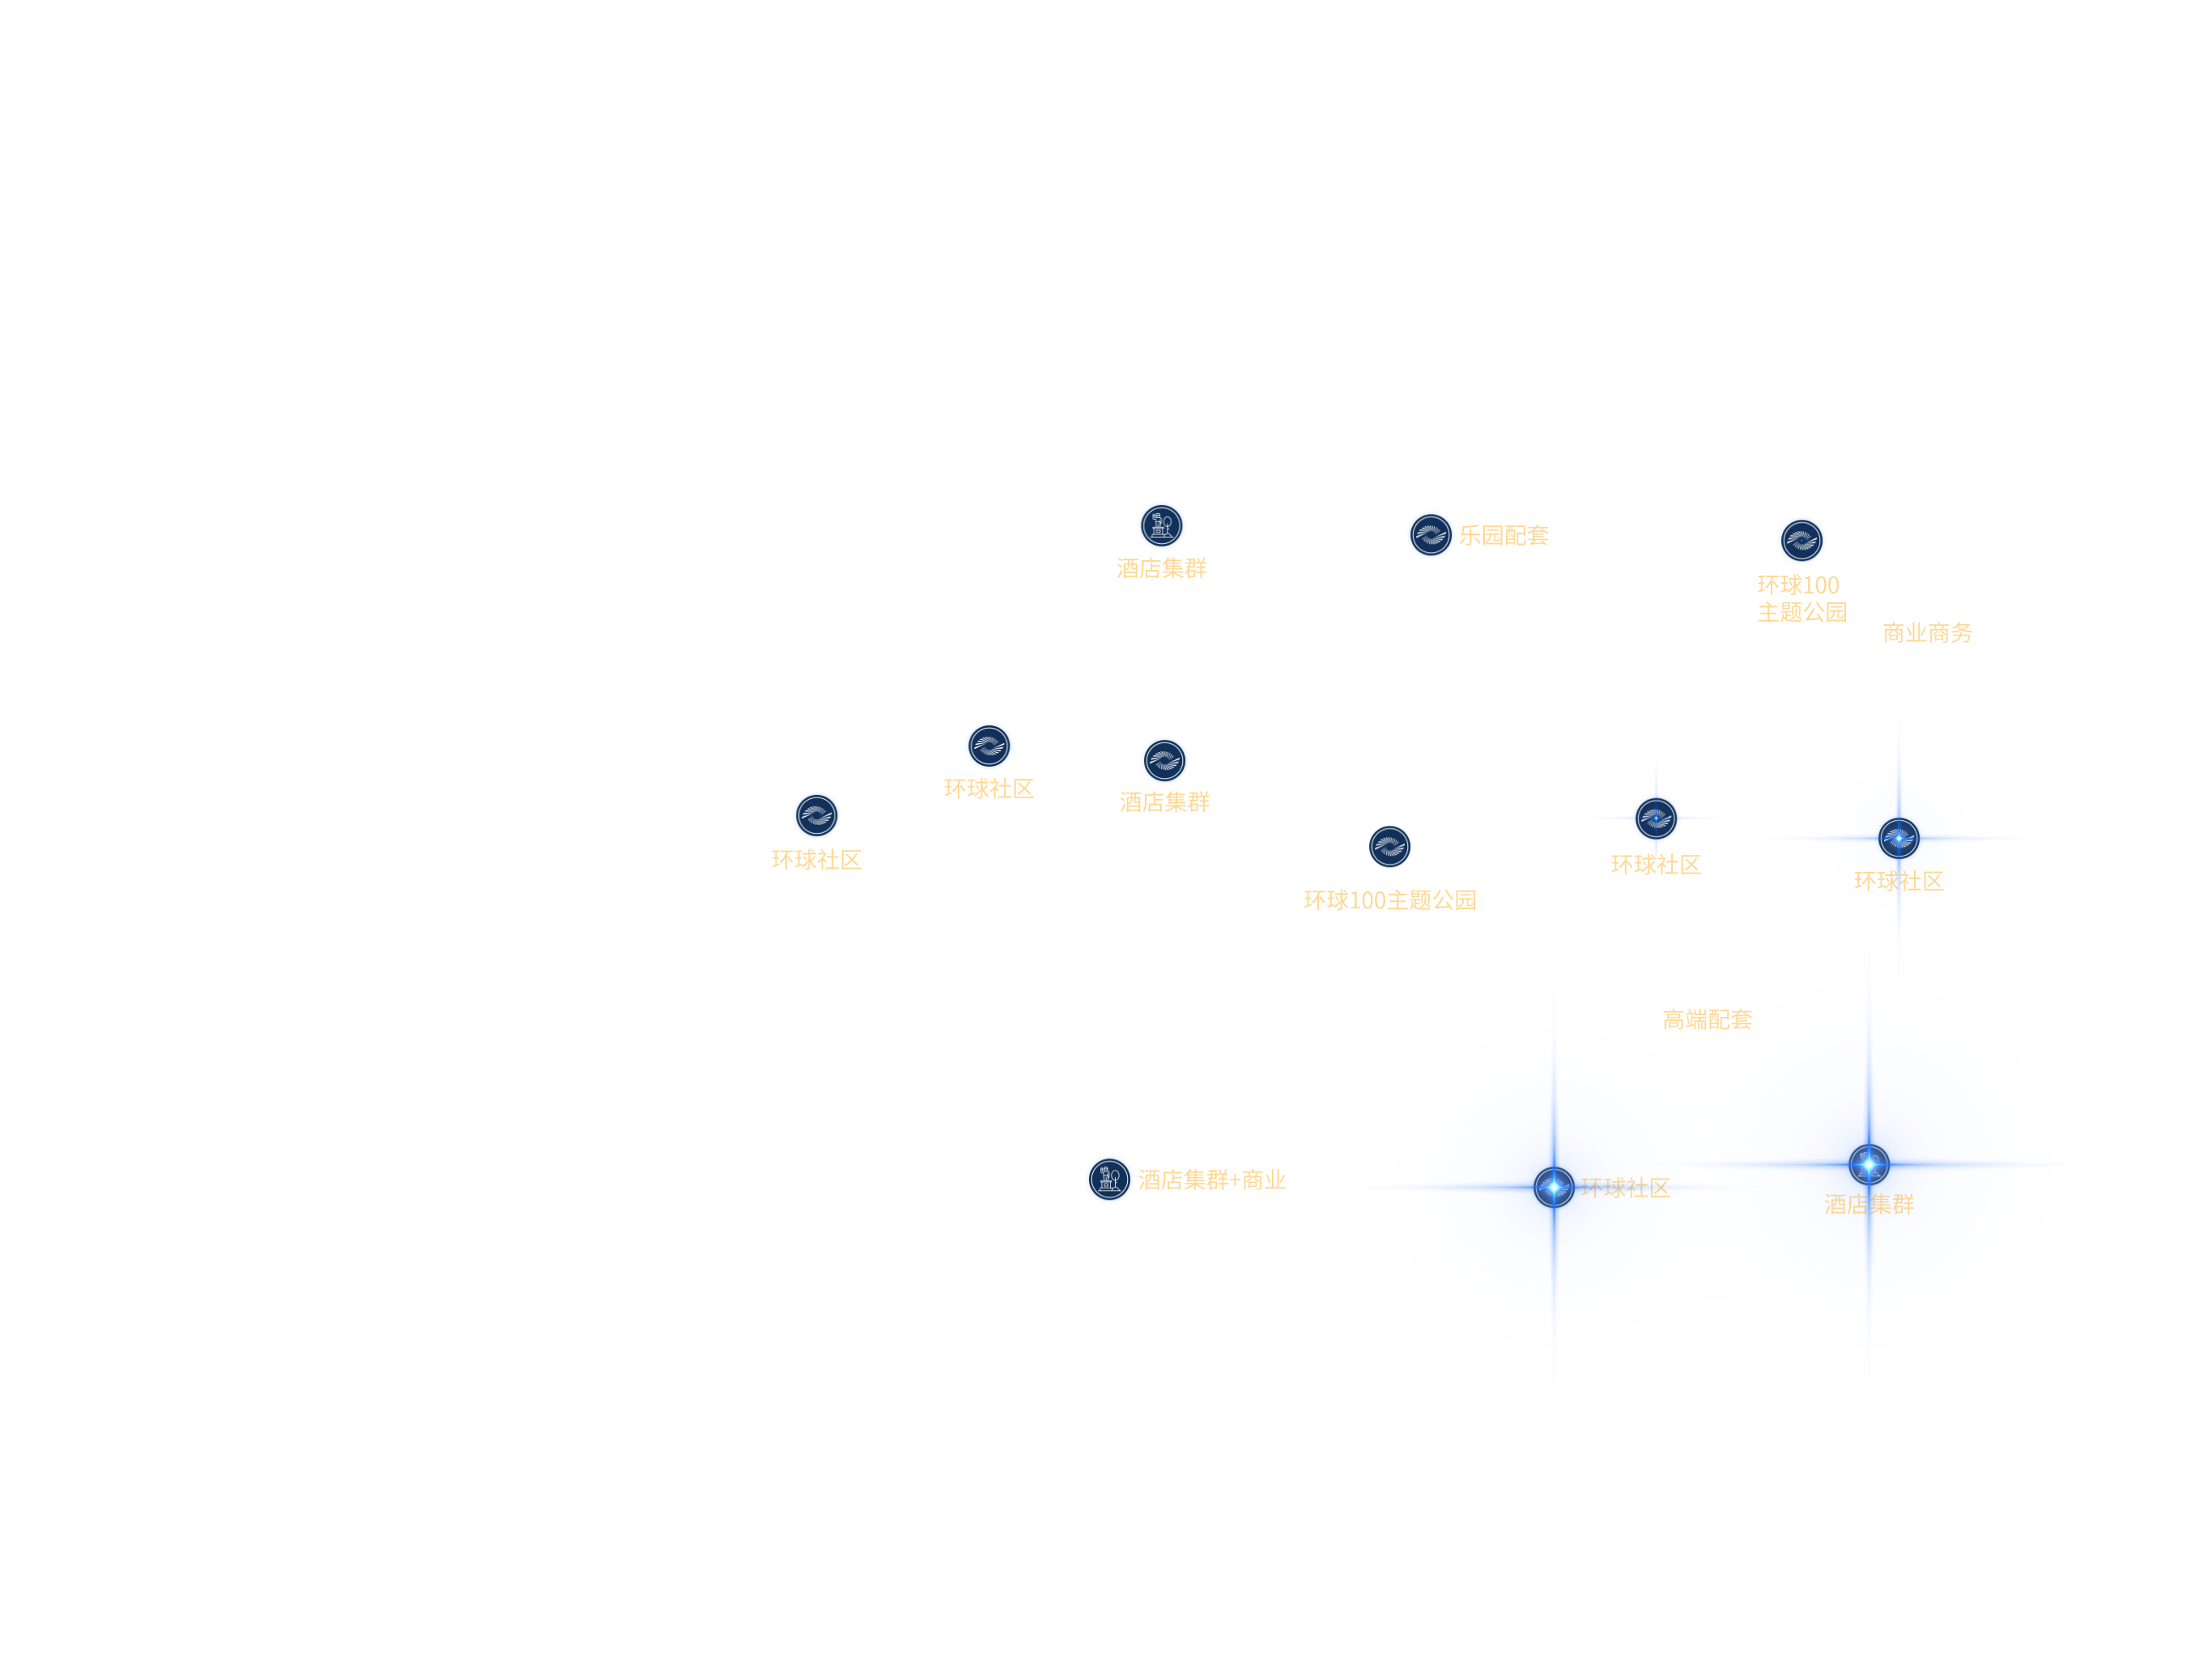 酒店集群
乐园配套
环球100
主题公园
商业商务
环球社区
酒店集群
环球社区
环球100主题公园
环球社区
环球社区
高端配套
酒店集群+商业
环球社区
酒店集群